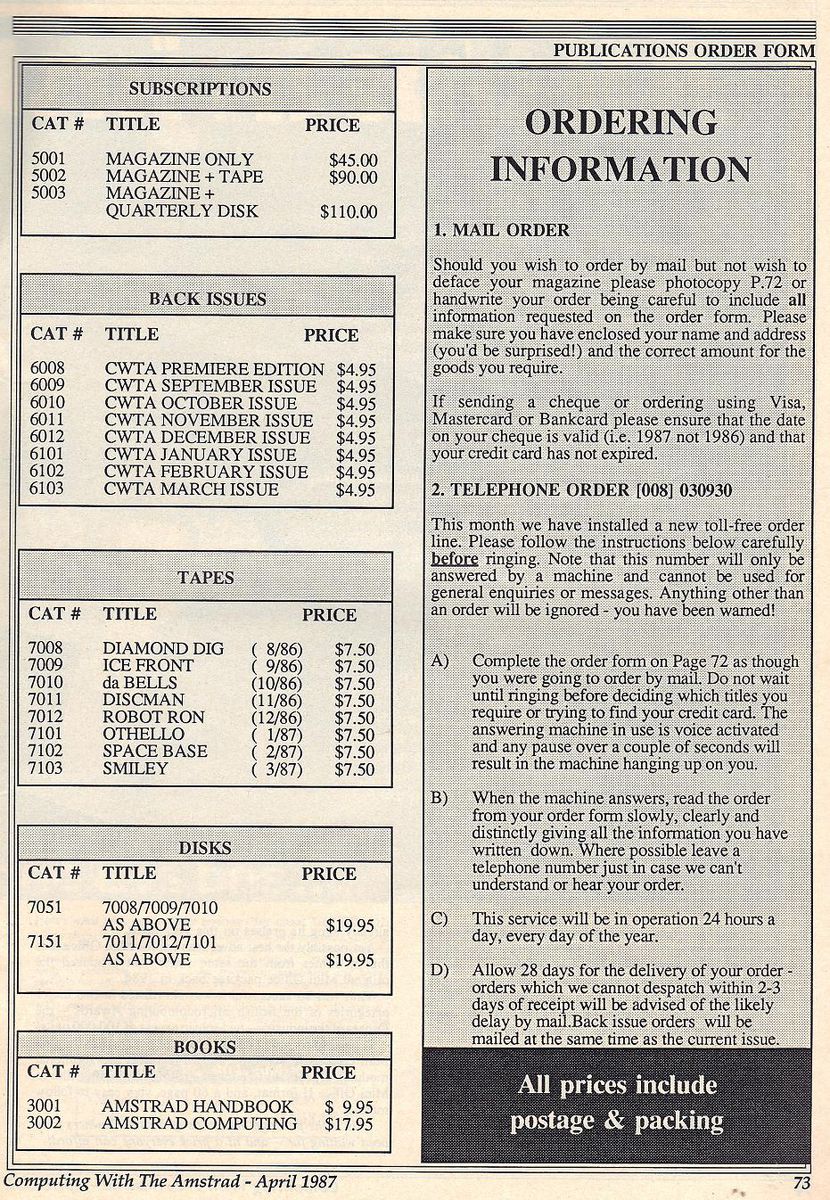 PUBLICATIONS ORDER FORM
SUBSCRIPTIONS
CAT # TITLE PRICE
5001 MAGAZINE ONLY $45.00
5002 MAGAZINE + TAPE $90.00
5003 MAGAZINE +
QUARTERLY DISK $110.00
BACK ISSUES
CAT # TITLE PRICE
6008 CWTA PREMIERE EDITION $4.95
6009 CWTA SEPTEMBER ISSUE $4.95
6010 CWTA OCTOBER ISSUE $4.95
6011 CWTA NOVEMBER ISSUE $4.95
6012 CWTA DECEMBER ISSUE $4.95
6101 CWTA JANUARY ISSUE $4.95
6102 CWTA FEBRUARY ISSUE $4.95
6103 CWTA MARCH ISSUE $4.95
TAPES
CAT # TITLE PRICE
7008 DIAMOND DIG ( 8/86) $7.50
7009 ICE FRONT ( 9/86) $7.50
7010 da BELLS (10/86) $7.50
7011 DISCMAN (11/86) $7.50
7012 ROBOT RON (12/86) $7.50
7101 OTHELLO ( 1/87) $7.50
7102 SPACE BASE ( 2/87) $7.50
7103 SMILEY ( 3/87) $7.50
DISKS
CAT # TITLE PRICE
7051 7008/7009/7010
AS ABOVE $19.95
7151 7011/7012/7101
AS ABOVE $19.95
BOOKS
CAT # TITLE PRICE
3001 AMSTRAD HANDBOOK $ 9.95
3002 AMSTRAD COMPUTING $17.95
ORDERING
INFORMATION
1. MAIL ORDER
Should you wish to order by mail but not wish to
deface your magazine please photocopy P.72 or
handwrite your order being careful to include all
information requested on the order form. Please
make sure you have enclosed your name and address
(you'd be surprised!) and the correct amount for the
goods you require.
If sending a cheque or ordering using Visa,
Mastercard or Bankcard please ensure that the date
on your cheque is valid (i.e. 1987 not 1986) and that
your credit card has not expired.
2. TELEPHONE ORDER [008] 030930
This month we have installed a new toll-free order
line. Please follow the instructions below carefully
before ringing. Note that this number will only be
answered by a machine and cannot be used for
general enquiries or messages. Anything other than
an order will be ignored - you have been warned!
A) Complete the order form on Page 72 as though
you were going to order by mail. Do not wait
until ringing before deciding which titles you
require or trying to find your credit card. The
answering machine in use is voice activated
and any pause over a couple of seconds will
result in the machine hanging up on you.
B) When the machine answers, read the order
from your order form slowly, clearly and
distinctly giving all the information you have
written down. Where possible leave a
telephone number just in case we can't
understand or hear your order.
C) This service will be in operation 24 hours a
day, every day of the year.
D) Allow 28 days for the delivery of your order -
orders which we cannot despatch within 2-3
days of receipt will be advised of the likely
delay by mail.Back issue orders will be
mailed at the same time as the current issue.
All prices include
postage & packing
Computing With The Amstrad - April 1987 73